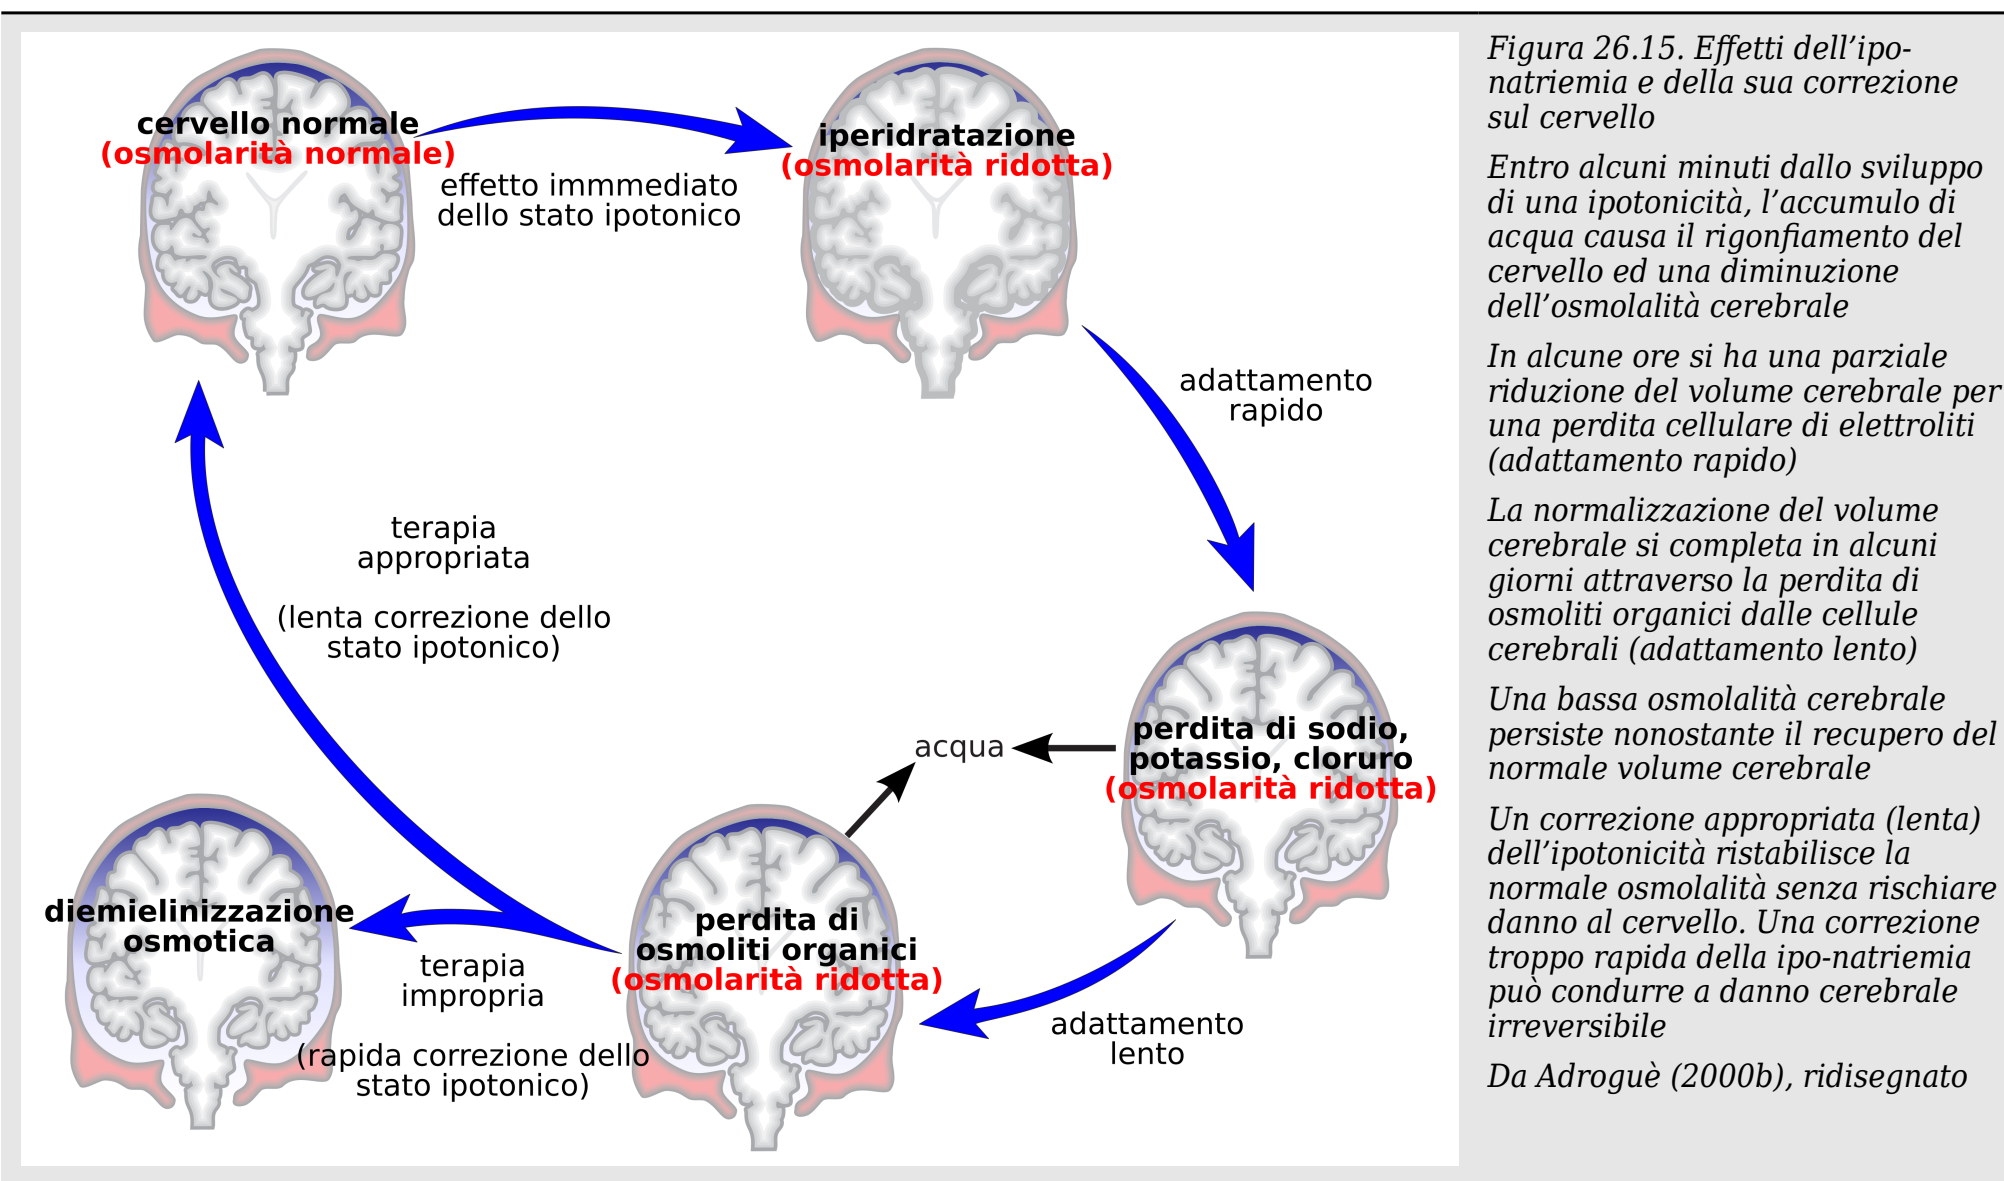 cervello normale
(osmolarità normale)
effetto immmediato
dello stato ipotonico
iperidratazione
(osmolarità ridotta)
adattamento
rapido
perdita di sodio,
potassio, cloruro
(osmolarità ridotta)
acqua
adattamento
lento
perdita di
osmoliti organici
(osmolarità ridotta)
terapia
appropriata
(lenta correzione dello
stato ipotonico)
diemielinizzazione
osmotica
terapia
impropria
(rapida correzione dello
stato ipotonico)
Figura 26.15. Effetti dell’ipo-
natriemia e della sua correzione
sul cervello
Entro alcuni minuti dallo sviluppo
di una ipotonicità, l’accumulo di
acqua causa il rigonfiamento del
cervello ed una diminuzione
dell’osmolalità cerebrale
In alcune ore si ha una parziale
riduzione del volume cerebrale per
una perdita cellulare di elettroliti
(adattamento rapido)
La normalizzazione del volume
cerebrale si completa in alcuni
giorni attraverso la perdita di
osmoliti organici dalle cellule
cerebrali (adattamento lento)
Una bassa osmolalità cerebrale
persiste nonostante il recupero del
normale volume cerebrale
Un correzione appropriata (lenta)
dell’ipotonicità ristabilisce la
normale osmolalità senza rischiare
danno al cervello. Una correzione
troppo rapida della ipo-natriemia
può condurre a danno cerebrale
irreversibile
Da Adroguè (2000b), ridisegnato